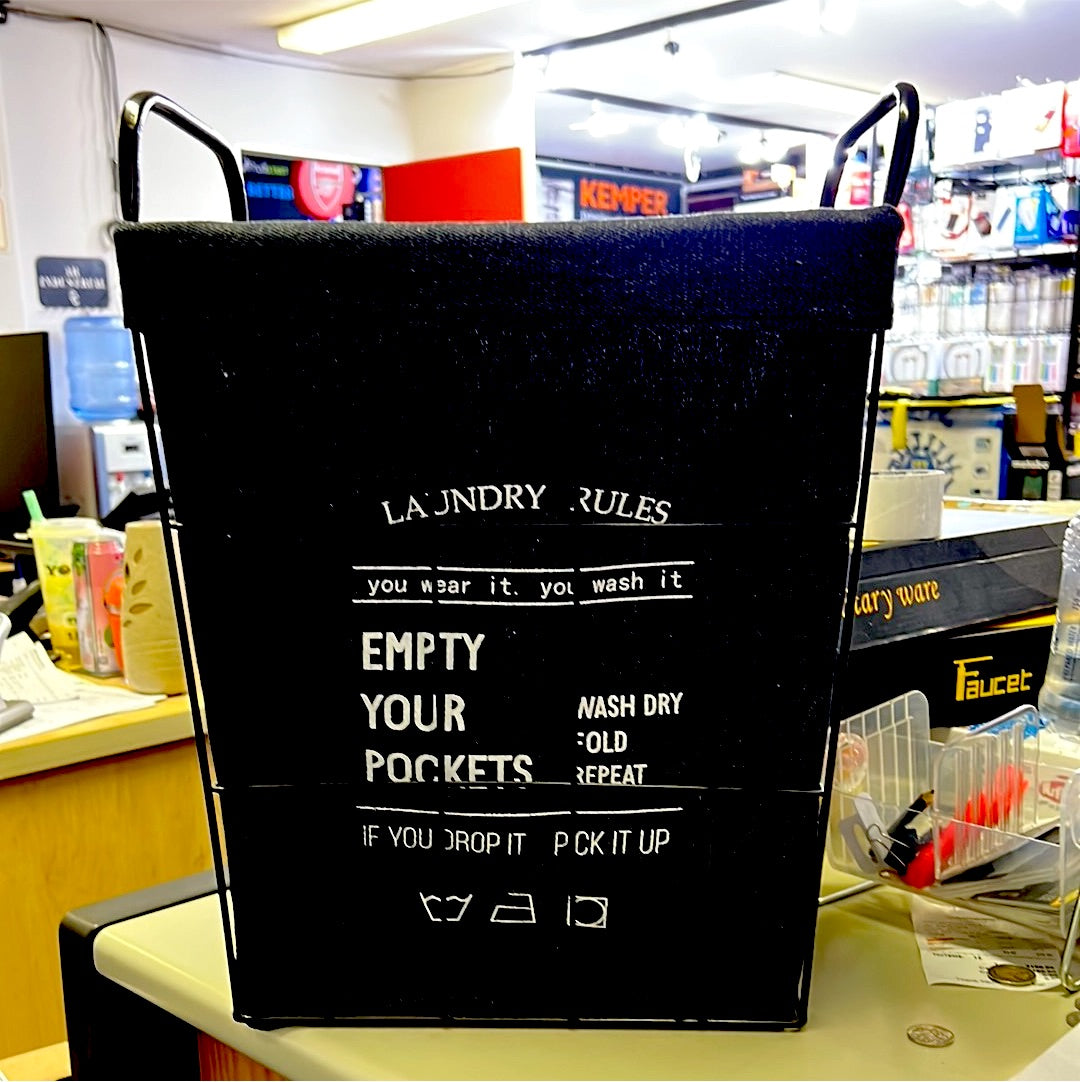 KEMPER
LAUNDRY RULES
you wear it. you wash it
EMPTY
YOUR
POCKETS
WASH DRY
FOLD
REPEAT
IF YOU DROP IT PICK IT UP
ware
Faucet